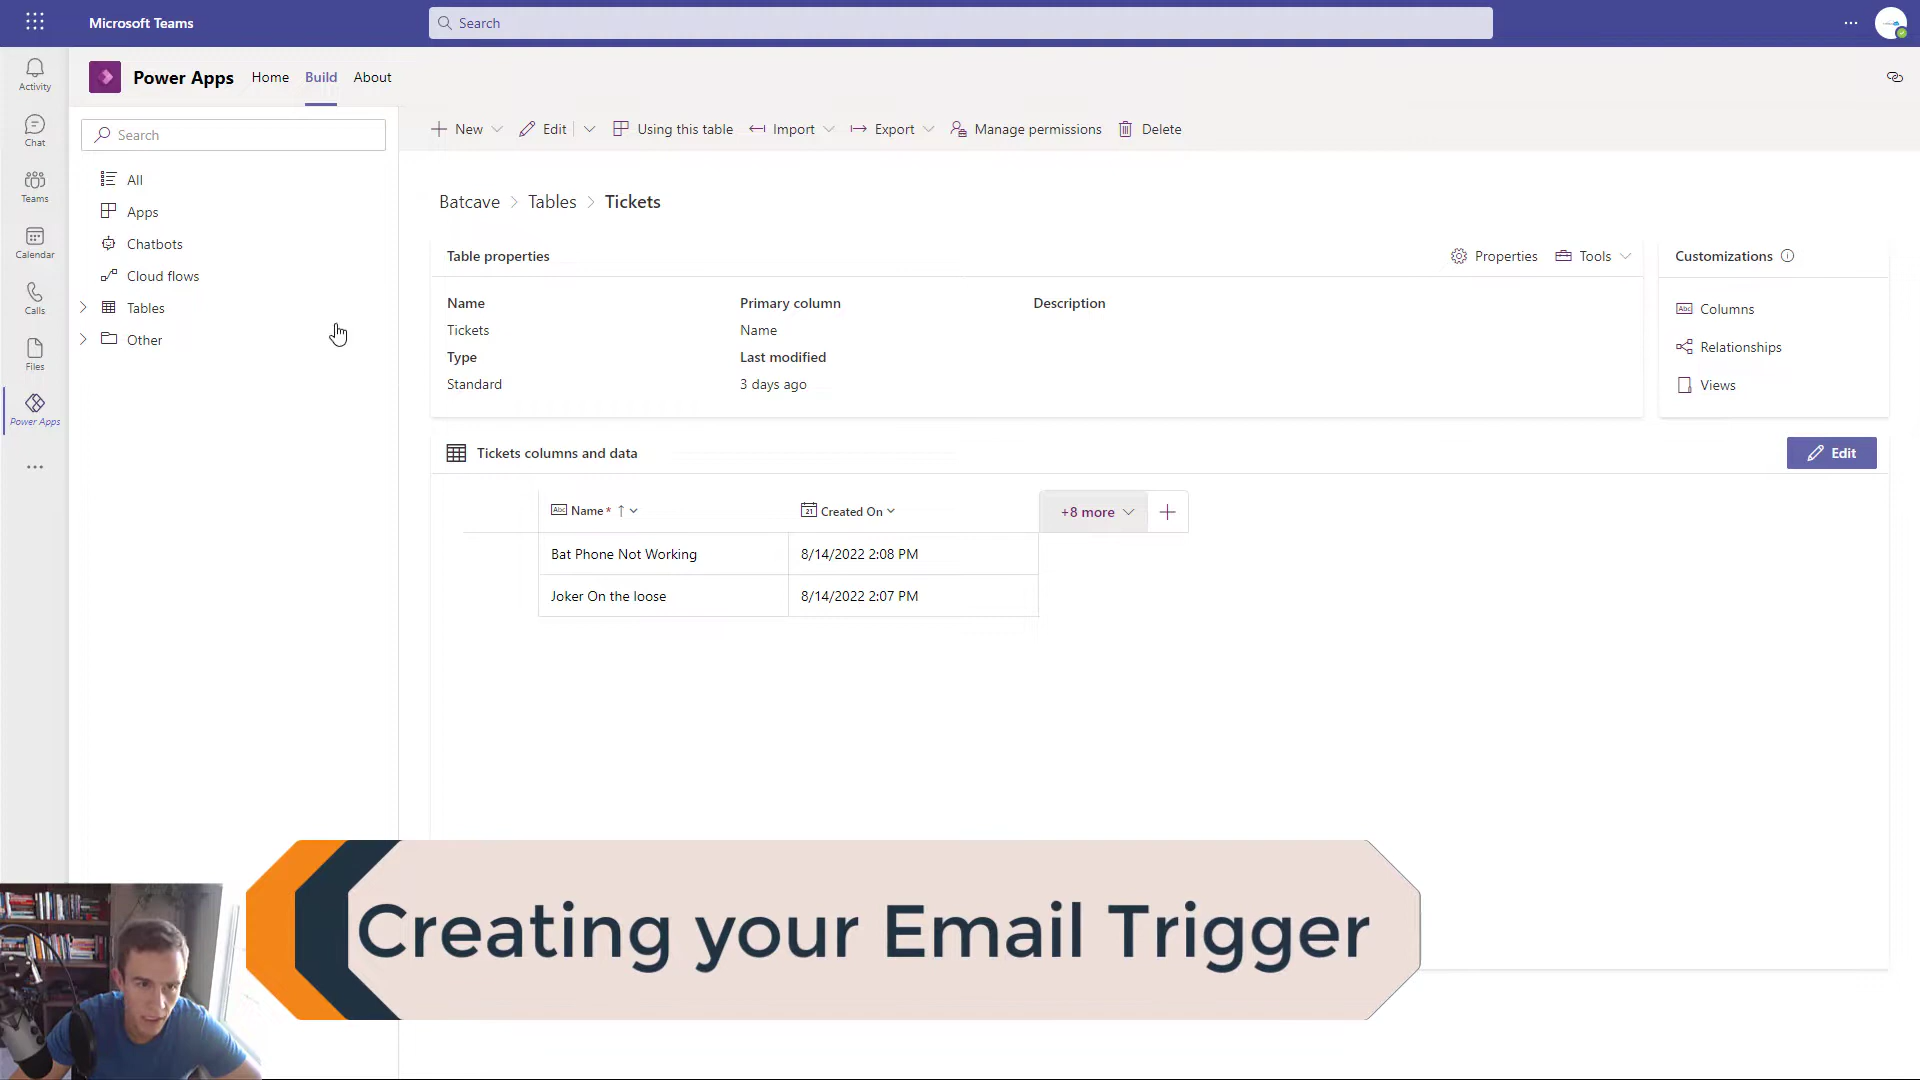 Microsoft Teams
Search
Activity
Chat
Teams
Calendar
Calls
Files
Power Apps
Power Apps Home Build About
Search
All
Apps
Chatbots
Cloud flows
Tables
Other
New Edit Using this table Import Export Manage permissions Delete
Batcave > Tables > Tickets
Table properties Properties Tools
Name Primary column Description
Tickets Name
Type Last modified
Standard 3 days ago
Customizations
Columns
Relationships
Views
Tickets columns and data Edit
Abc Name * ↑ 21 Created On +8 more
Bat Phone Not Working 8/14/2022 2:08 PM
Joker On the loose 8/14/2022 2:07 PM
Creating your Email Trigger